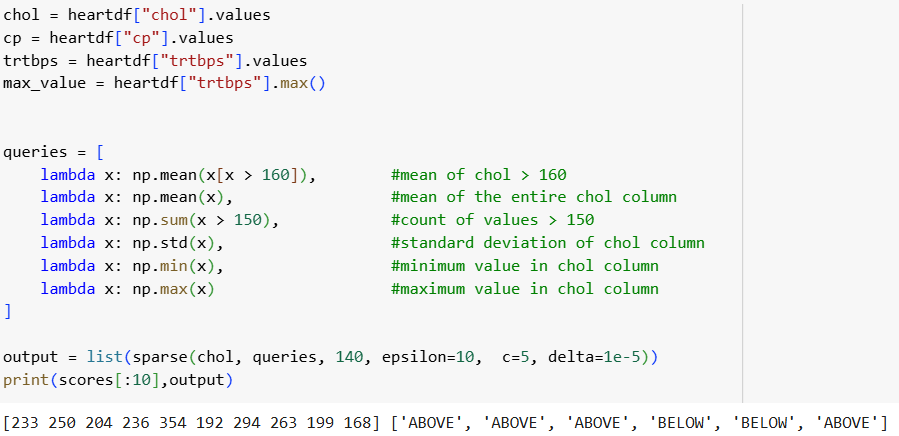 chol = heartdf["chol"].values
cp = heartdf["cp"].values
trtbps = heartdf["trtbps"].values
max_value = heartdf["trtbps"].max()
queries = [
    lambda x: np.mean(x[x > 160]),        #mean of chol > 160
    lambda x: np.mean(x),                 #mean of the entire chol column
    lambda x: np.sum(x > 150),            #count of values > 150
    lambda x: np.std(x),                  #standard deviation of chol column
    lambda x: np.min(x),                  #minimum value in chol column
    lambda x: np.max(x)                   #maximum value in chol column
]
output = list(sparse(chol, queries, 140, epsilon=10,  c=5, delta=1e-5))
print(scores[:10],output)
[233 250 204 236 354 192 294 263 199 168] ['ABOVE', 'ABOVE', 'ABOVE', 'BELOW', 'BELOW', 'ABOVE']